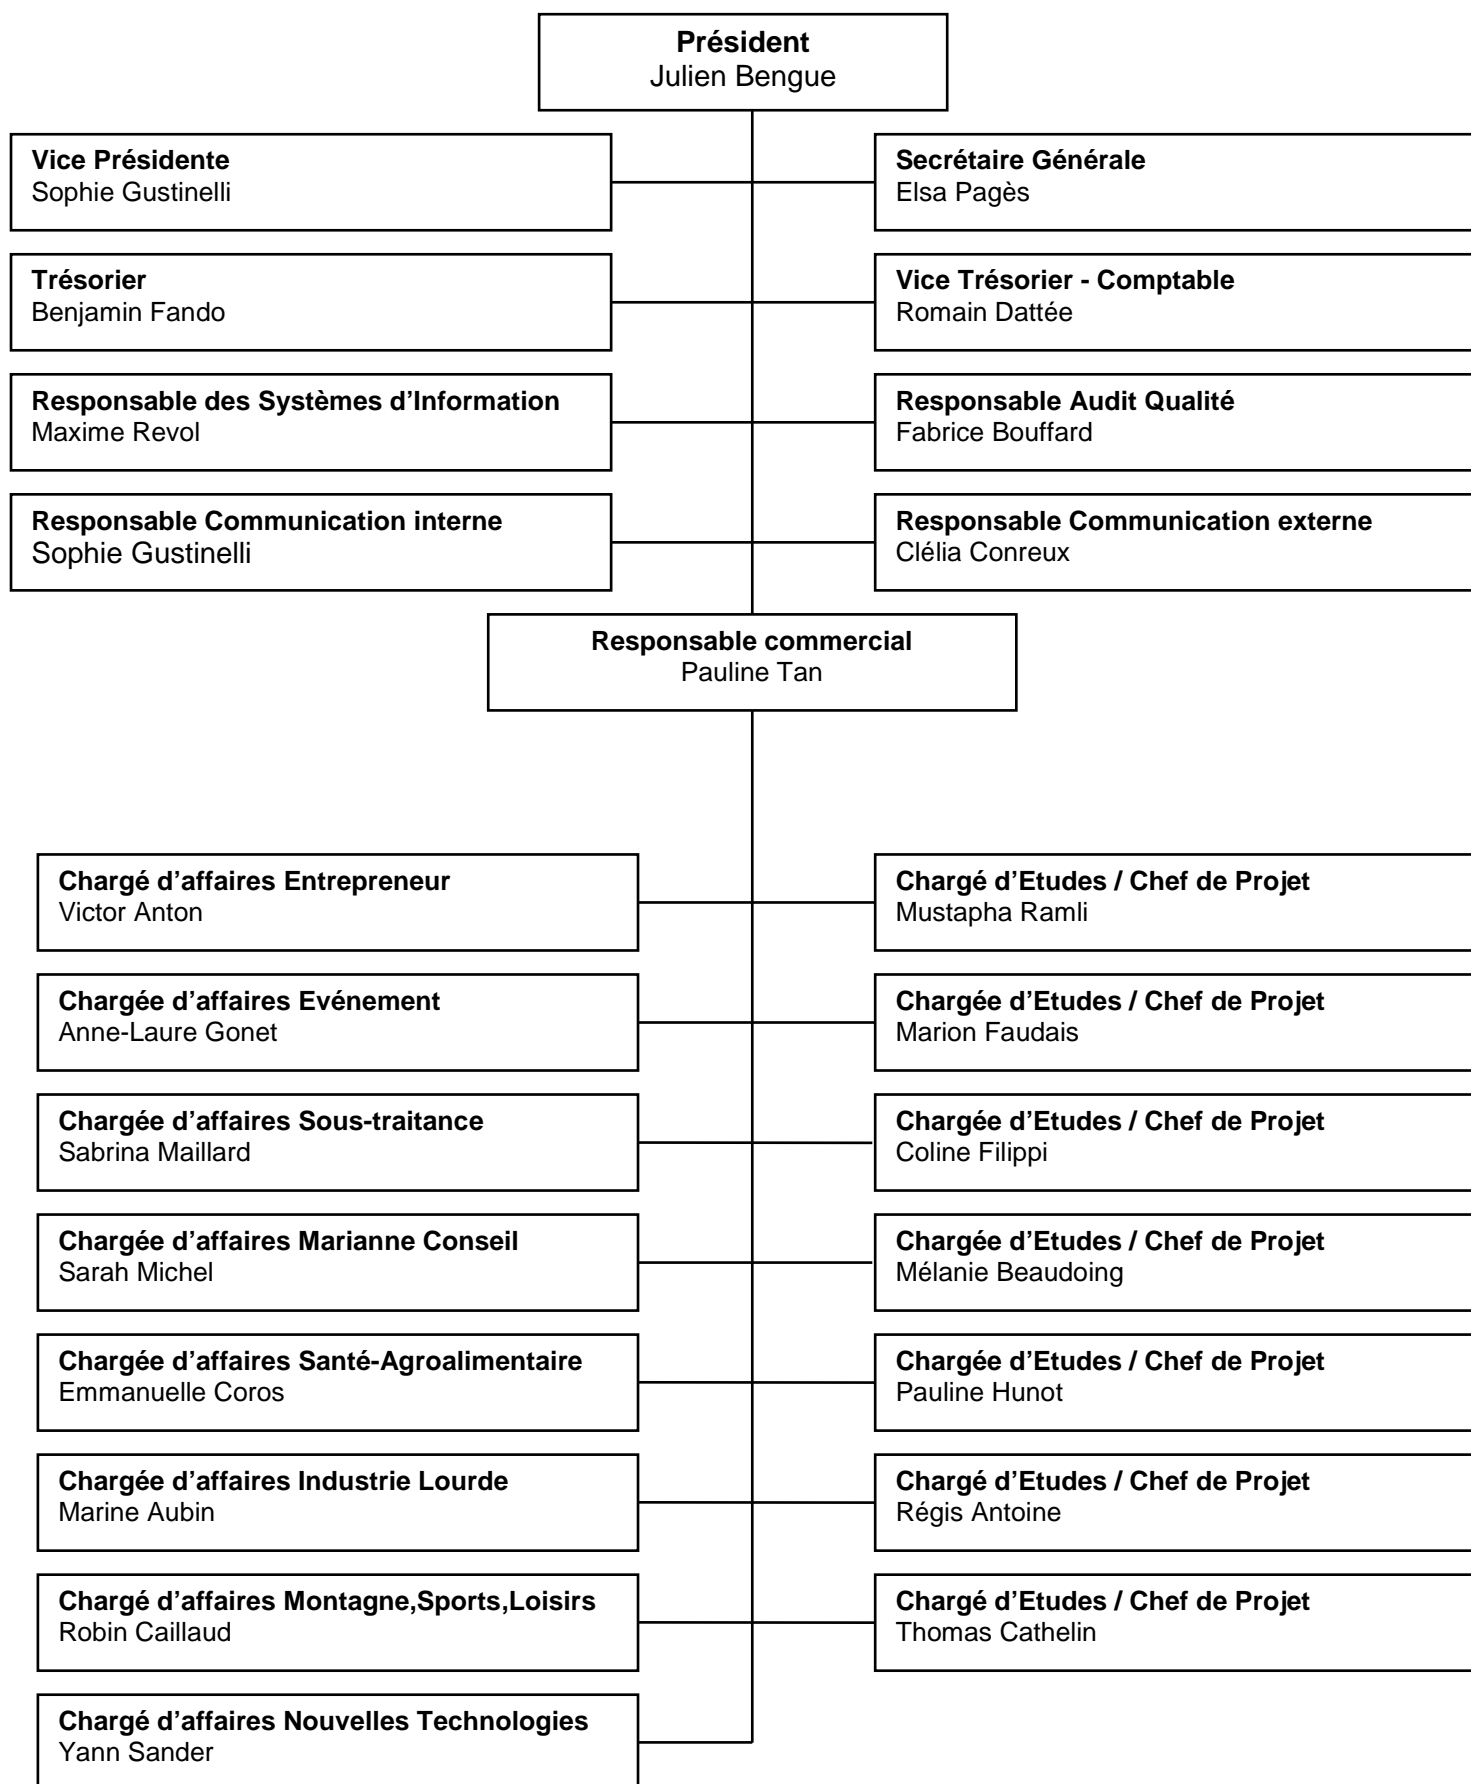 Président
Julien Bengue
Vice Présidente
Sophie Gustinelli
Secrétaire Générale
Elsa Pagès
Trésorier
Benjamin Fando
Vice Trésorier - Comptable
Romain Dattée
Responsable des Systèmes d’Information
Maxime Revol
Responsable Audit Qualité
Fabrice Bouffard
Responsable Communication interne
Sophie Gustinelli
Responsable Communication externe
Clélia Conreux
Responsable commercial
Pauline Tan
Chargé d’affaires Entrepreneur
Victor Anton
Chargé d’Etudes / Chef de Projet
Mustapha Ramli
Chargée d’affaires Evénement
Anne-Laure Gonet
Chargée d’Etudes / Chef de Projet
Marion Faudais
Chargée d’affaires Sous-traitance
Sabrina Maillard
Chargée d’Etudes / Chef de Projet
Coline Filippi
Chargée d’affaires Marianne Conseil
Sarah Michel
Chargée d’Etudes / Chef de Projet
Mélanie Beaudoing
Chargée d’affaires Santé-Agroalimentaire
Emmanuelle Coros
Chargée d’Etudes / Chef de Projet
Pauline Hunot
Chargée d’affaires Industrie Lourde
Marine Aubin
Chargé d’Etudes / Chef de Projet
Régis Antoine
Chargé d’affaires Montagne,Sports,Loisirs
Robin Caillaud
Chargé d’Etudes / Chef de Projet
Thomas Cathelin
Chargé d’affaires Nouvelles Technologies
Yann Sander